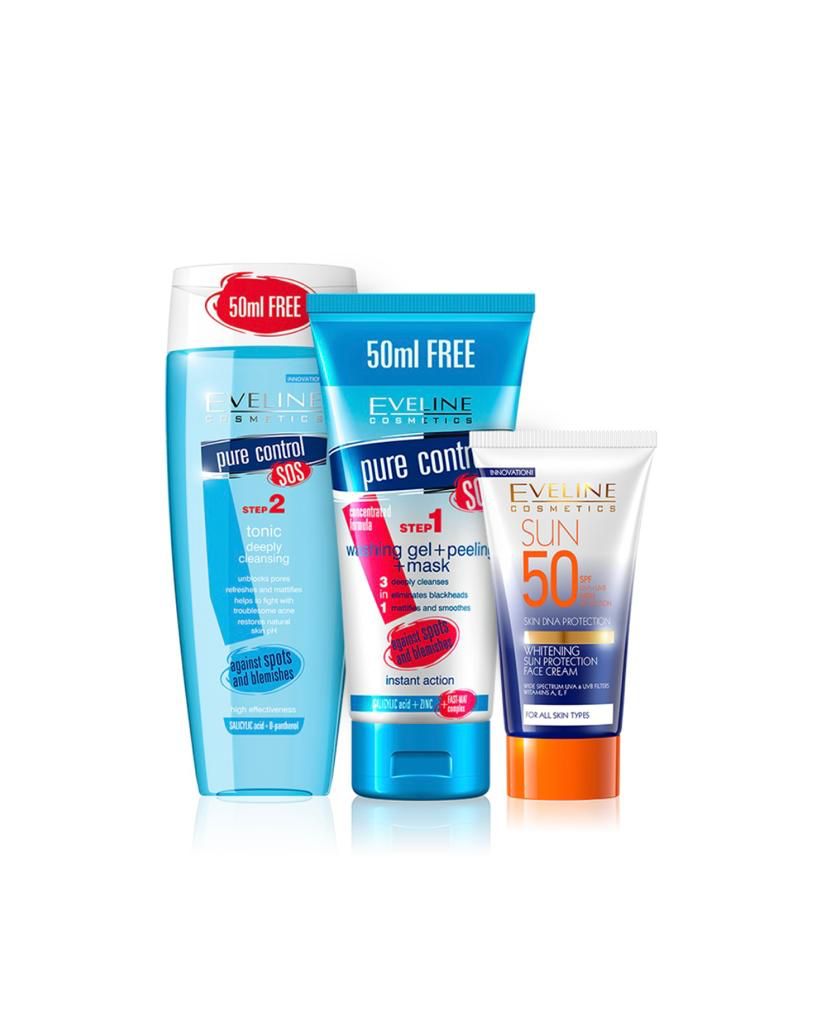 50ml FREE
INNOVATION
EVELINE
COSMETICS
pure control
SOS
STEP 2
tonic
deeply
cleansing
unblocks pores
refreshes and mattifies
helps to fight with
troublesome acne
restores natural
skin pH
against spots
and blemishes
high effectiveness
SALICYLIC acid + D-panthenol
50ml FREE
EVELINE
COSMETICS
pure contr
SO
concentrated
formula
STEP 1
washing gel+peeling
+mask
3 deeply cleanses
in eliminates blackheads
1 mattifies and smoothes
against spots
and blemishes
instant action
SALICYLIC acid + ZINC + FAST-MAT
complex
INNOVATION!
EVELINE
COSMETICS
SUN
50 SPF
SKIN DNA PROTECTION
WHITENING
SUN PROTECTION
FACE CREAM
WIDE SPECTRUM UVA & UVB FILTERS
VITAMINS A, E, F
FOR ALL SKIN TYPES